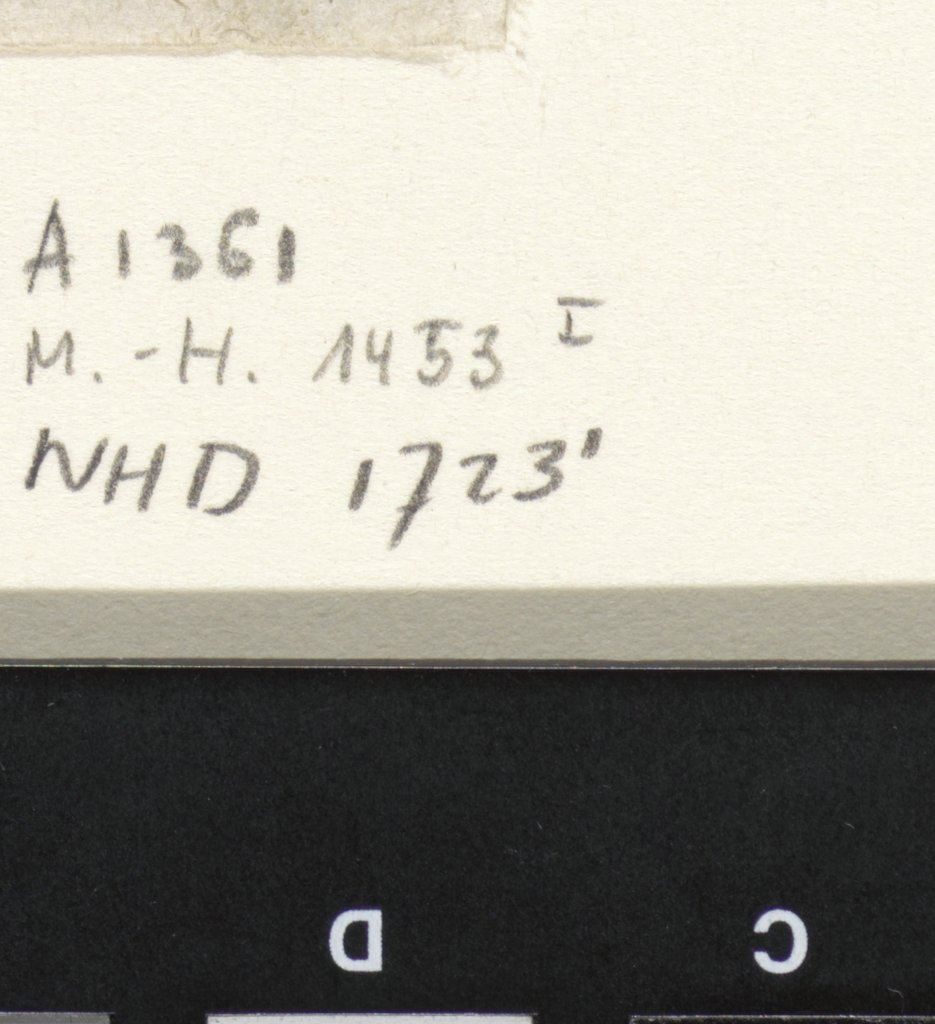 A 1361
M.-H. 1453 I
NHD 1723'
D C